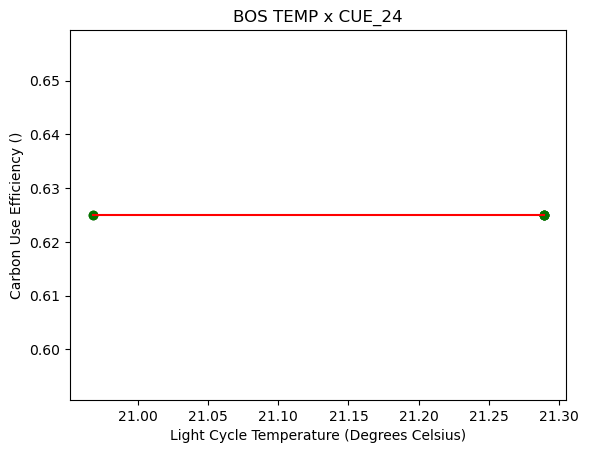 BOS TEMP x CUE_24
Carbon Use Efficiency ()
0.65
0.64
0.63
0.62
0.61
0.60
21.00 21.05 21.10 21.15 21.20 21.25 21.30
Light Cycle Temperature (Degrees Celsius)